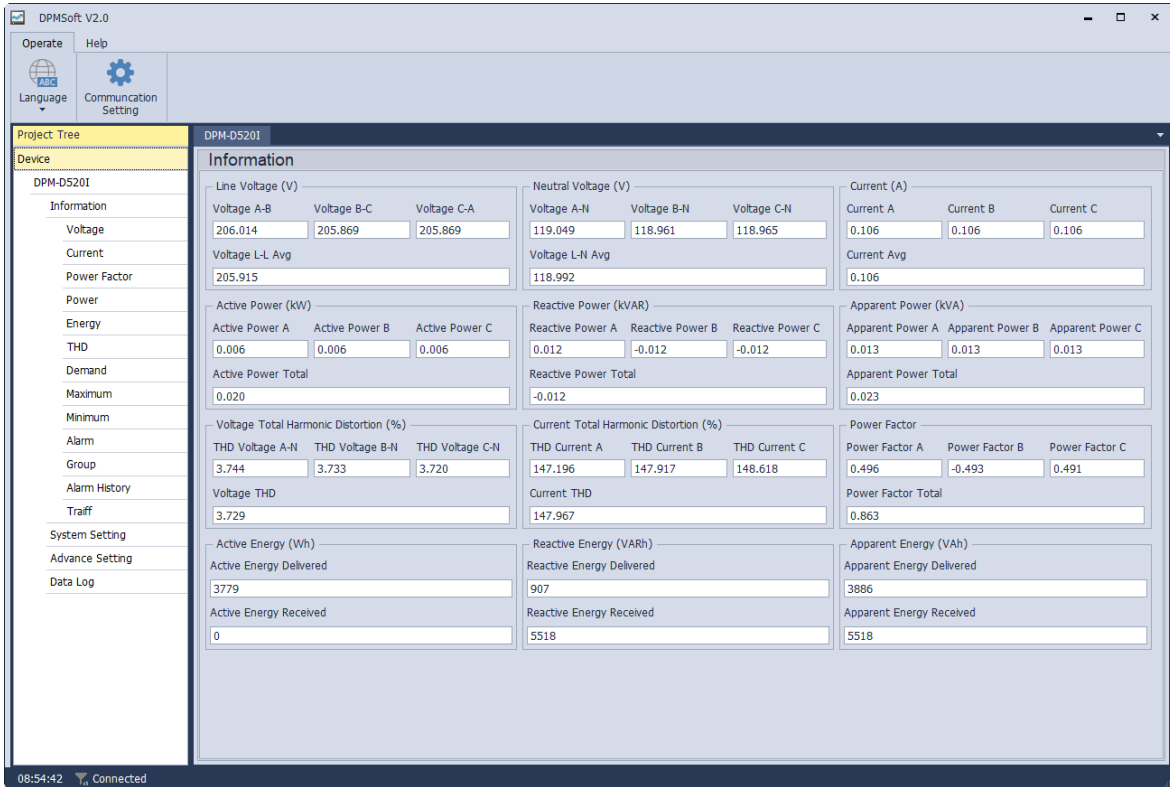 DPMSoft V2.0
Operate Help
ABC
Language
Communcation
Setting
Project Tree
Device
DPM-D520I
Information
Voltage
Current
Power Factor
Power
Energy
THD
Demand
Maximum
Minimum
Alarm
Group
Alarm History
Traiff
System Setting
Advance Setting
Data Log
DPM-D520I
Information
Line Voltage (V)
Voltage A-B Voltage B-C Voltage C-A
206.014 205.869 205.869
Voltage L-L Avg
205.915
Neutral Voltage (V)
Voltage A-N Voltage B-N Voltage C-N
119.049 118.961 118.965
Voltage L-N Avg
118.992
Current (A)
Current A Current B Current C
0.106 0.106 0.106
Current Avg
0.106
Active Power (kW)
Active Power A Active Power B Active Power C
0.006 0.006 0.006
Active Power Total
0.020
Reactive Power (kVAR)
Reactive Power A Reactive Power B Reactive Power C
0.012 -0.012 -0.012
Reactive Power Total
-0.012
Apparent Power (kVA)
Apparent Power A Apparent Power B Apparent Power C
0.013 0.013 0.013
Apparent Power Total
0.023
Voltage Total Harmonic Distortion (%)
THD Voltage A-N THD Voltage B-N THD Voltage C-N
3.744 3.733 3.720
Voltage THD
3.729
Current Total Harmonic Distortion (%)
THD Current A THD Current B THD Current C
147.196 147.917 148.618
Current THD
147.967
Power Factor
Power Factor A Power Factor B Power Factor C
0.496 -0.493 0.491
Power Factor Total
0.863
Active Energy (Wh)
Active Energy Delivered
3779
Active Energy Received
0
Reactive Energy (VARh)
Reactive Energy Delivered
907
Reactive Energy Received
5518
Apparent Energy (VAh)
Apparent Energy Delivered
3886
Apparent Energy Received
5518
08:54:42 Connected